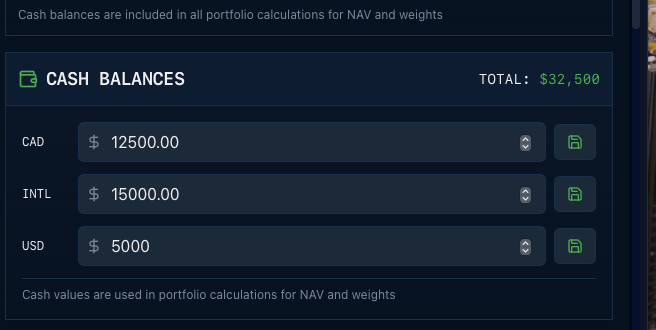 Cash balances are included in all portfolio calculations for NAV and weights
CASH BALANCES TOTAL: $32,500
CAD $ 12500.00
INTL $ 15000.00
USD $ 5000
Cash values are used in portfolio calculations for NAV and weights